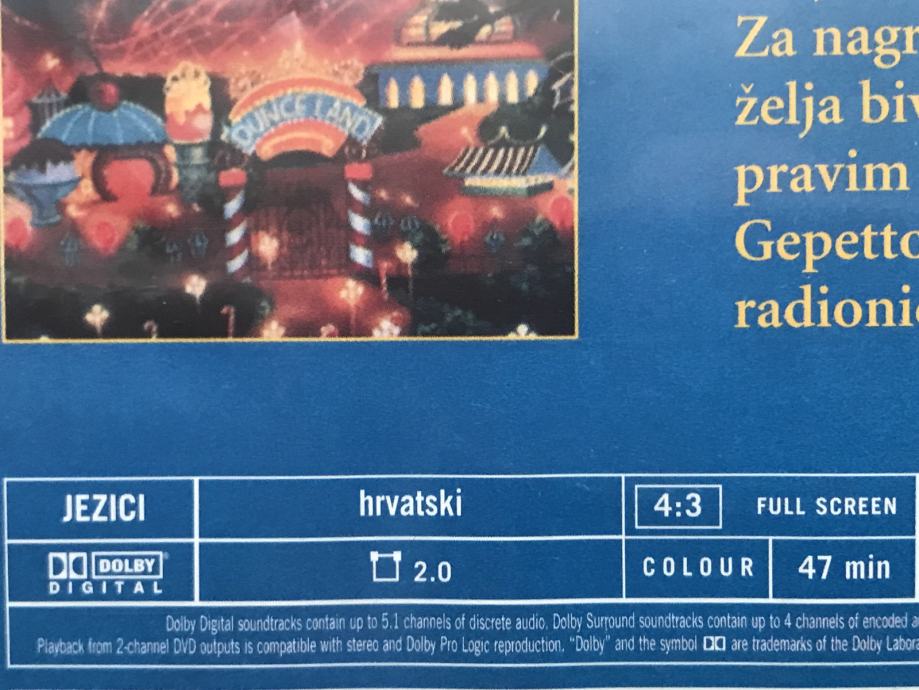 DUNCE LAND
Za nagr
želja biv
pravim
Gepetto
radioni
JEZICI
hrvatski
4:3 FULL SCREEN
DOLBY DIGITAL
2.0
COLOUR
47 min
Dolby Digital soundtracks contain up to 5.1 channels of discrete audio. Dolby Surround soundtracks contain up to 4 channels of encoded a
Playback from 2-channel DVD outputs is compatible with stereo and Dolby Pro Logic reproduction. "Dolby" and the symbol are trademarks of the Dolby Labora